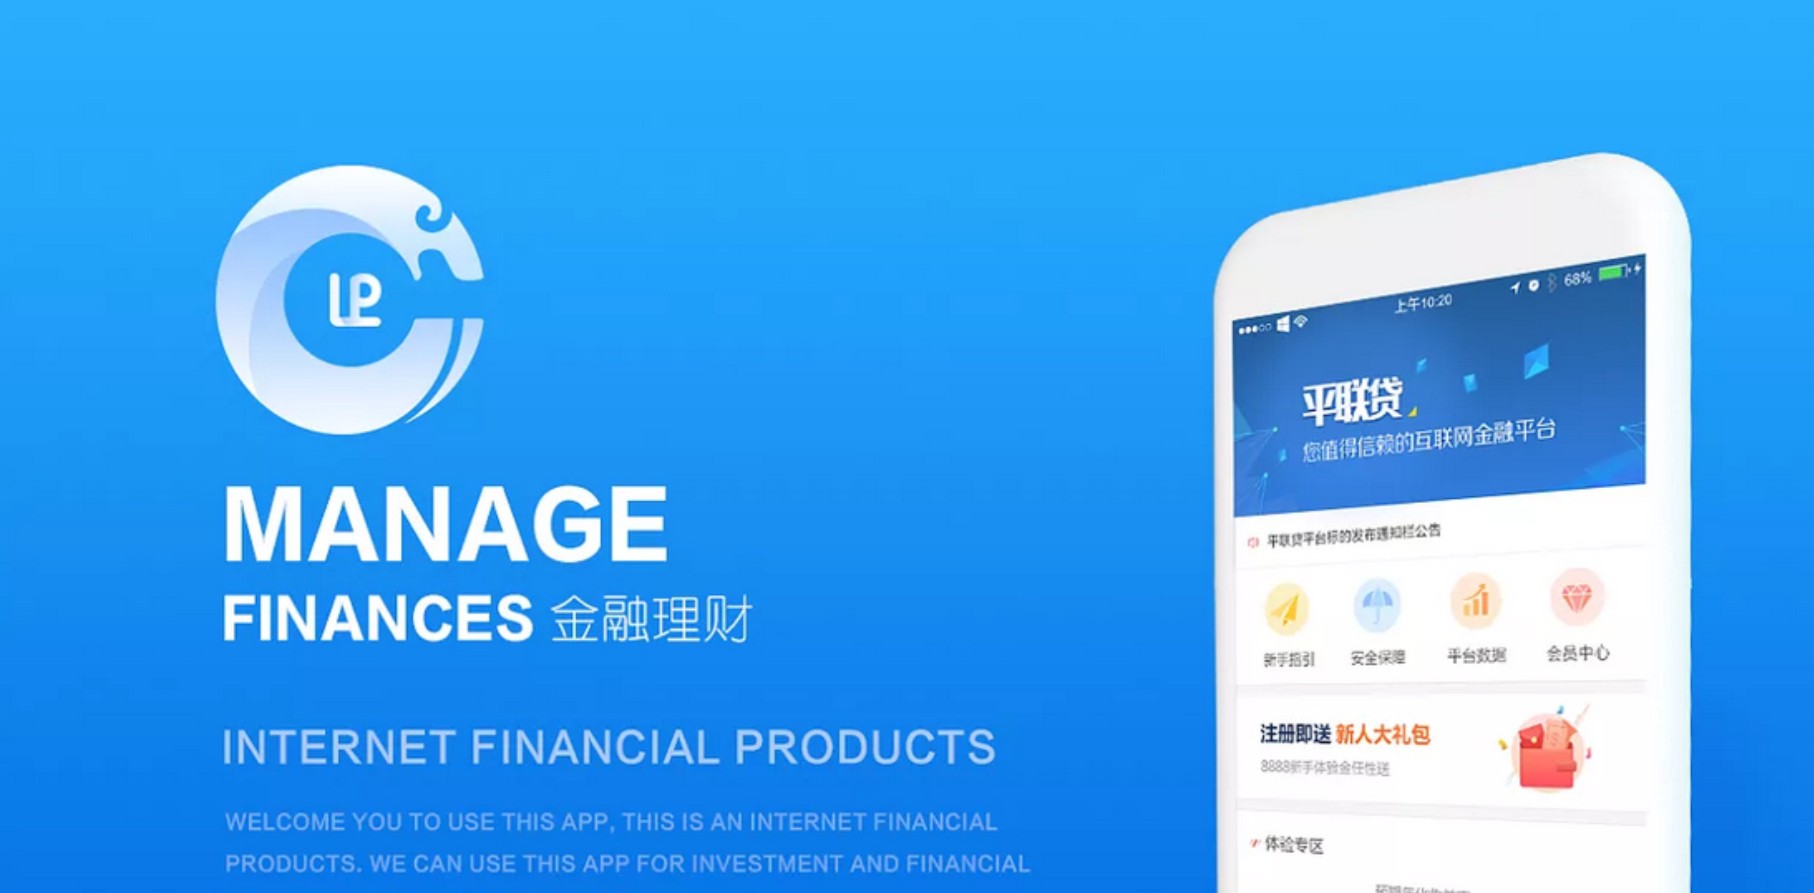 LP
MANAGE
FINANCES 金融理财
INTERNET FINANCIAL PRODUCTS
WELCOME YOU TO USE THIS APP, THIS IS AN INTERNET FINANCIAL
PRODUCTS. WE CAN USE THIS APP FOR INVESTMENT AND FINANCIAL
上午10:20
68%
平联贷
您值得信赖的互联网金融平台
平联贷平台标的发布通知栏公告
新手指引 安全保障 平台数据 会员中心
注册即送 新人大礼包
8888新手体验金任性送
体验专区